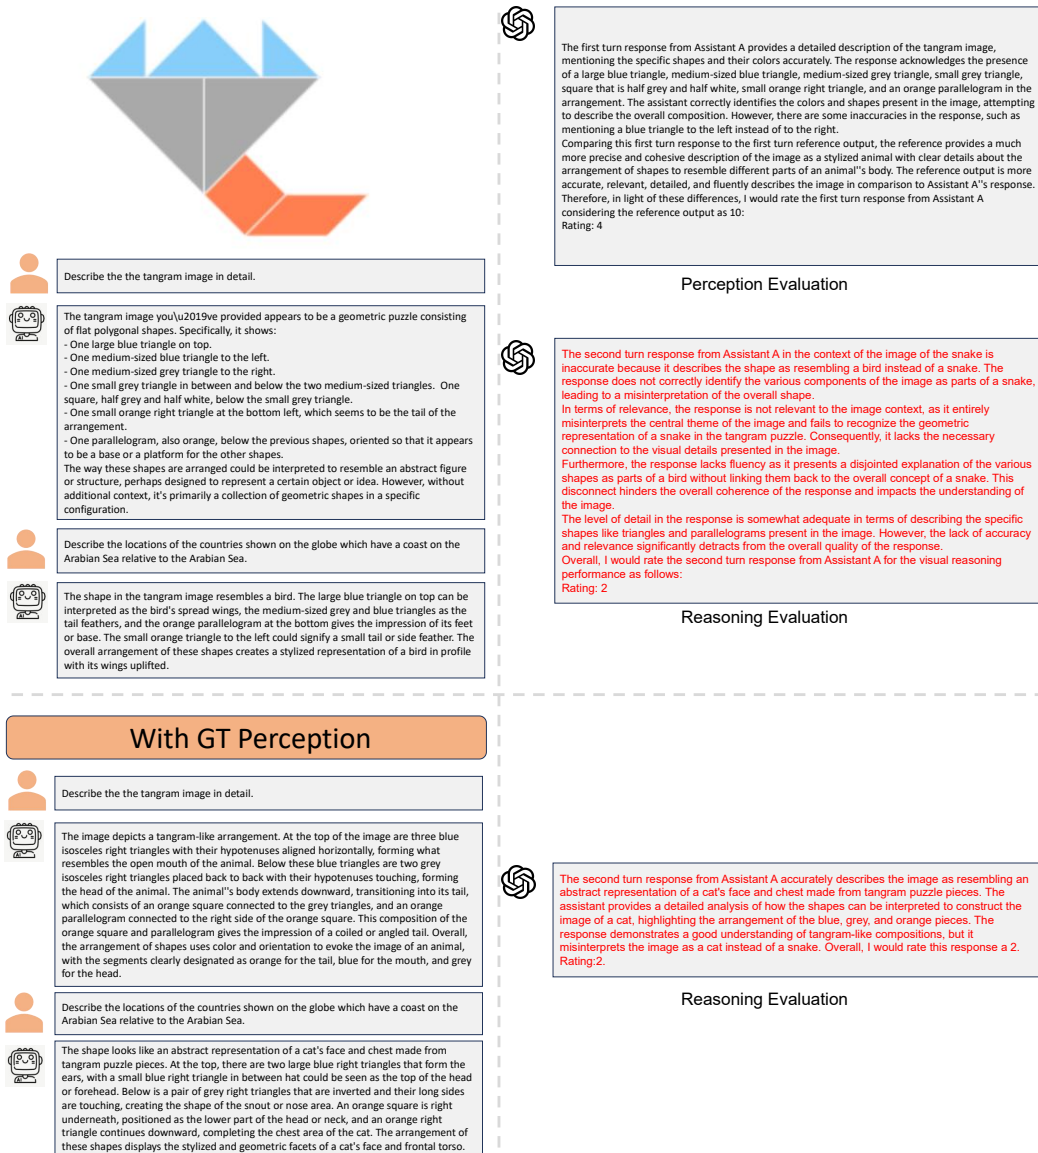 The first turn response from Assistant A provides a detailed description of the tangram image,
mentioning the specific shapes and their colors accurately. The response acknowledges the presence
of a large blue triangle, medium-sized blue triangle, medium-sized grey triangle, small grey triangle,
square that is half grey and half white, small orange right triangle, and an orange parallelogram in the
arrangement. The assistant correctly identifies the colors and shapes present in the image, attempting
to describe the overall composition. However, there are some inaccuracies in the response, such as
mentioning a blue triangle to the left instead of to the right.
Comparing this first turn response to the first turn reference output, the reference provides a much
more precise and cohesive description of the image as a stylized animal with clear details about the
arrangement of shapes to resemble different parts of an animal''s body. The reference output is more
accurate, relevant, detailed, and fluently describes the image in comparison to Assistant A''s response.
Therefore, in light of these differences, I would rate the first turn response from Assistant A
considering the reference output as 10:
Rating: 4
Perception Evaluation
Describe the the tangram image in detail.
The tangram image you\u2019ve provided appears to be a geometric puzzle consisting
of flat polygonal shapes. Specifically, it shows:
- One large blue triangle on top.
- One medium-sized blue triangle to the left.
- One medium-sized grey triangle to the right.
- One small grey triangle in between and below the two medium-sized triangles. One
square, half grey and half white, below the small grey triangle.
- One small orange right triangle at the bottom left, which seems to be the tail of the
arrangement.
- One parallelogram, also orange, below the previous shapes, oriented so that it appears
to be a base or a platform for the other shapes.
The way these shapes are arranged could be interpreted to resemble an abstract figure
or structure, perhaps designed to represent a certain object or idea. However, without
additional context, it's primarily a collection of geometric shapes in a specific
configuration.
Describe the locations of the countries shown on the globe which have a coast on the
Arabian Sea relative to the Arabian Sea.
The shape in the tangram image resembles a bird. The large blue triangle on top can be
interpreted as the bird's spread wings, the medium-sized grey and blue triangles as the
tail feathers, and the orange parallelogram at the bottom gives the impression of its feet
or base. The small orange triangle to the left could signify a small tail or side feather. The
overall arrangement of these shapes creates a stylized representation of a bird in profile
with its wings uplifted.
The second turn response from Assistant A in the context of the image of the snake is
inaccurate because it describes the shape as resembling a bird instead of a snake. The
response does not correctly identify the various components of the image as parts of a snake,
leading to a misinterpretation of the overall shape.
In terms of relevance, the response is not relevant to the image context, as it entirely
misinterprets the central theme of the image and fails to recognize the geometric
representation of a snake in the tangram puzzle. Consequently, it lacks the necessary
connection to the visual details presented in the image.
Furthermore, the response lacks fluency as it presents a disjointed explanation of the various
shapes as parts of a bird without linking them back to the overall concept of a snake. This
disconnect hinders the overall coherence of the response and impacts the understanding of
the image.
The level of detail in the response is somewhat adequate in terms of describing the specific
shapes like triangles and parallelograms present in the image. However, the lack of accuracy
and relevance significantly detracts from the overall quality of the response.
Overall, I would rate the second turn response from Assistant A for the visual reasoning
performance as follows:
Rating: 2
Reasoning Evaluation
With GT Perception
Describe the the tangram image in detail.
The image depicts a tangram-like arrangement. At the top of the image are three blue
isosceles right triangles with their hypotenuses aligned horizontally, forming what
resembles the open mouth of the animal. Below these blue triangles are two grey
isosceles right triangles placed back to back with their hypotenuses touching, forming
the head of the animal. The animal''s body extends downward, transitioning into its tail,
which consists of an orange square connected to the grey triangles, and an orange
parallelogram connected to the right side of the orange square. This composition of the
orange square and parallelogram gives the impression of a coiled or angled tail. Overall,
the arrangement of shapes uses color and orientation to evoke the image of an animal,
with the segments clearly designated as orange for the tail, blue for the mouth, and grey
for the head.
Describe the locations of the countries shown on the globe which have a coast on the
Arabian Sea relative to the Arabian Sea.
The shape looks like an abstract representation of a cat's face and chest made from
tangram puzzle pieces. At the top, there are two large blue right triangles that form the
ears, with a small blue right triangle in between hat could be seen as the top of the head
or forehead. Below is a pair of grey right triangles that are inverted and their long sides
are touching, creating the shape of the snout or nose area. An orange square is right
underneath, positioned as the lower part of the head or neck, and an orange right
triangle continues downward, completing the chest area of the cat. The arrangement of
these shapes displays the stylized and geometric facets of a cat's face and frontal torso.
The second turn response from Assistant A accurately describes the image as resembling an
abstract representation of a cat's face and chest made from tangram puzzle pieces. The
assistant provides a detailed analysis of how the shapes can be interpreted to construct the
image of a cat, highlighting the arrangement of the blue, grey, and orange pieces. The
response demonstrates a good understanding of tangram-like compositions, but it
misinterprets the image as a cat instead of a snake. Overall, I would rate this response a 2.
Rating:2.
Reasoning Evaluation